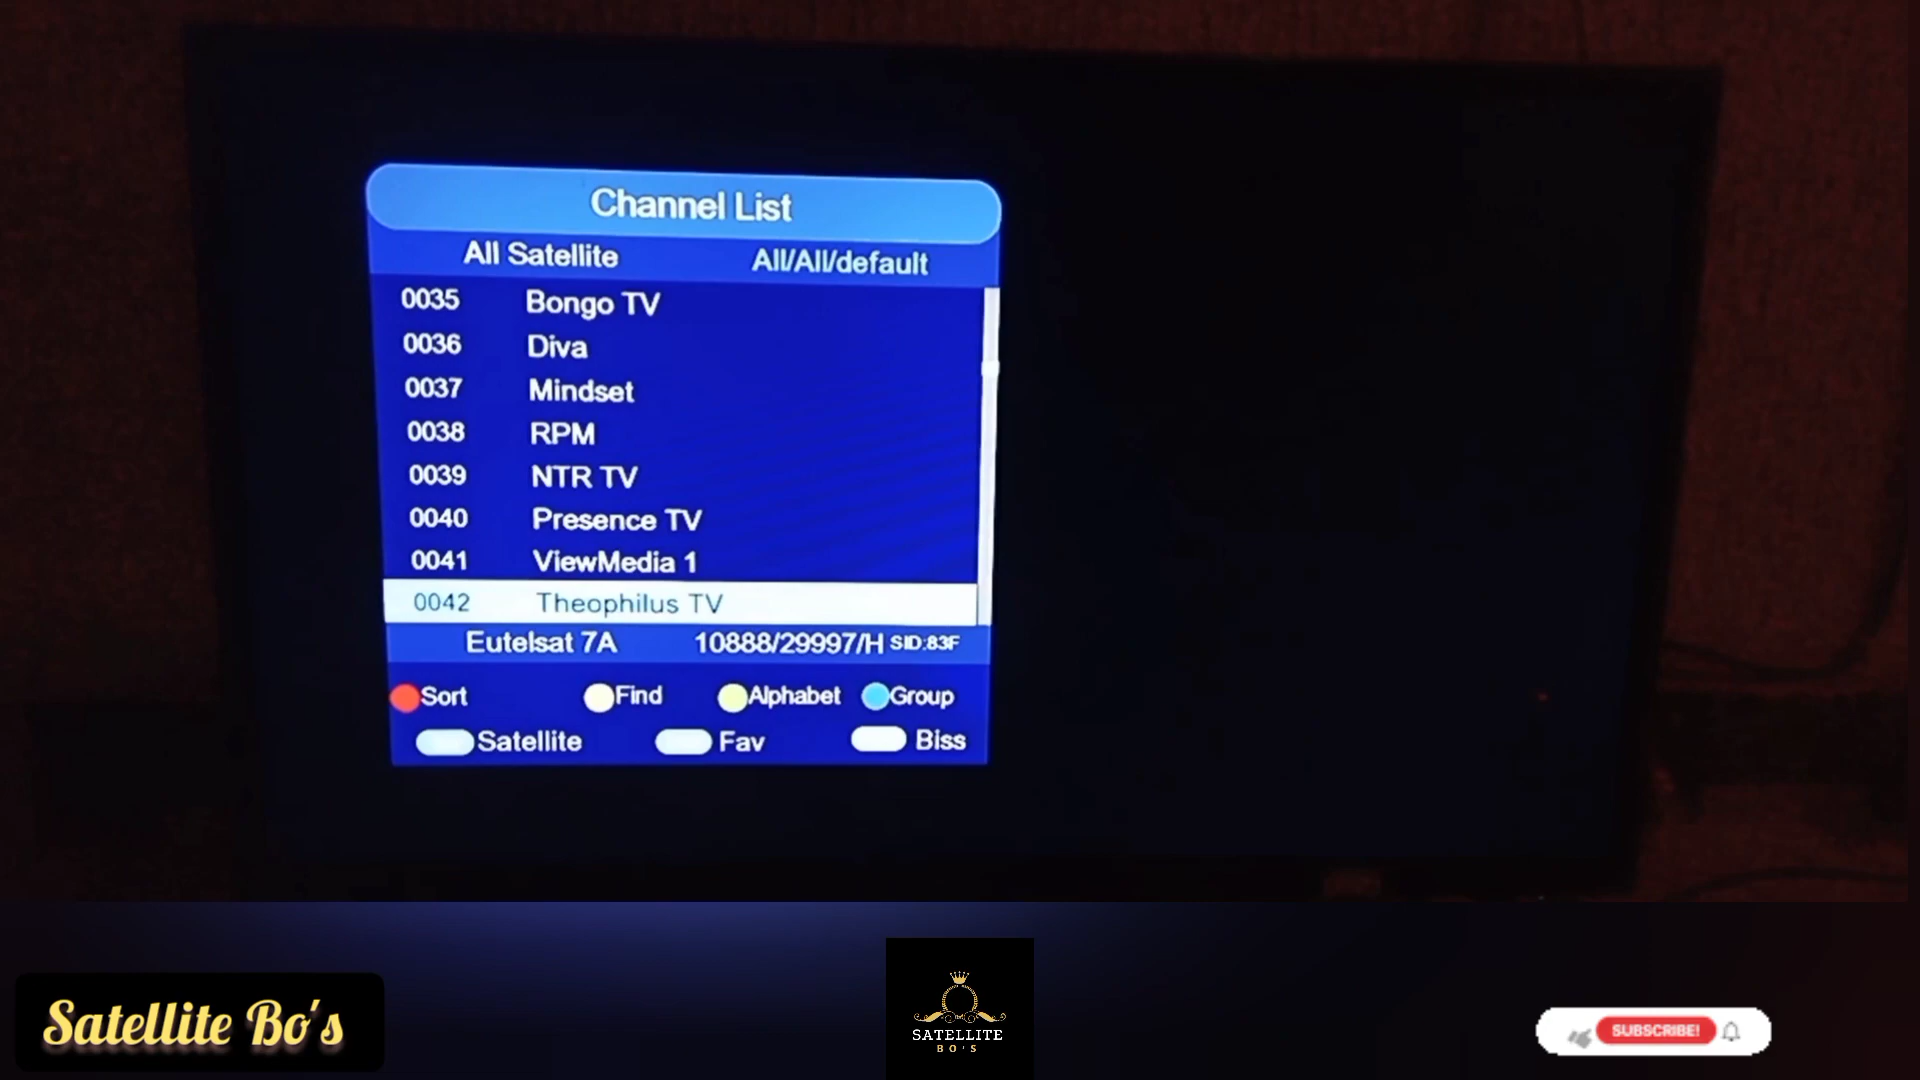 Channel List
All Satellite All/All/default
0035 Bongo TV
0036 Diva
0037 Mindset
0038 RPM
0039 NTR TV
0040 Presence TV
0041 ViewMedia 1
0042 Theophilus TV
Eutelsat 7A 10888/29997/H SID:83F
Sort Find Alphabet Group
Satellite Fav Biss
Satellite Bo's
SATELLITE
BO'S
SUBSCRIBE!